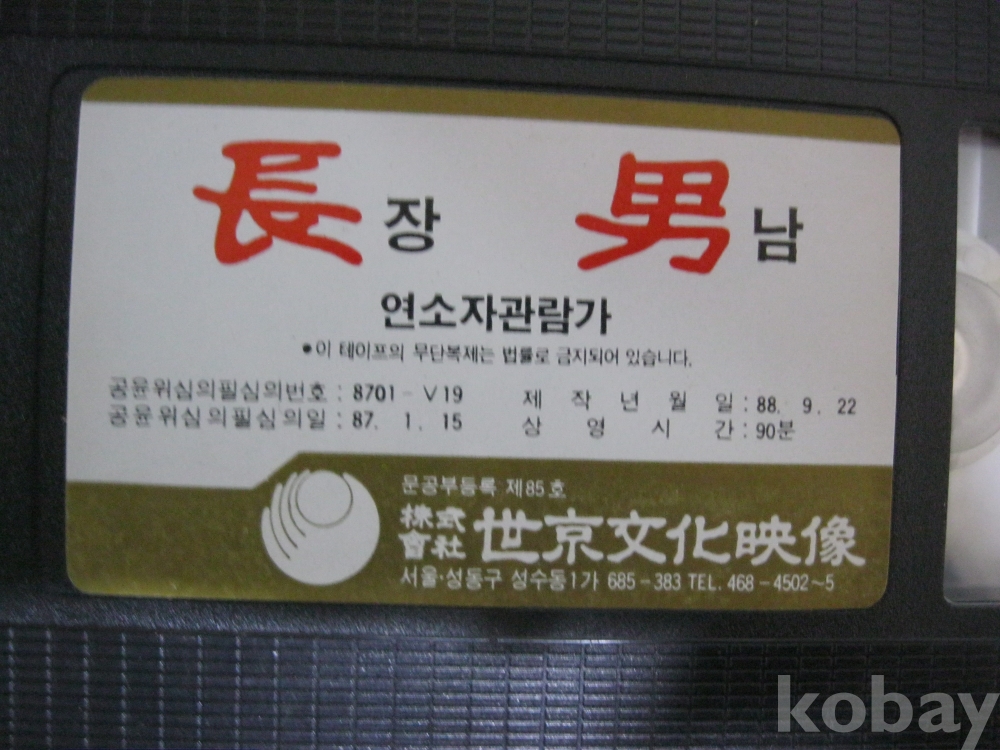 長장 男남
연소자관람가
●이 테이프의 무단복제는 법률로 금지되어 있습니다.
공윤위심의필심의번호 : 8701 - V19 제 작 년 월 일 : 88. 9. 22
공윤위심의필심의일 : 87. 1. 15 상 영 시 간 : 90분
문공부등록 제85호
株式會社 世京文化映像
서울·성동구 성수동1가 685-383 TEL. 468-4502~5
kobay